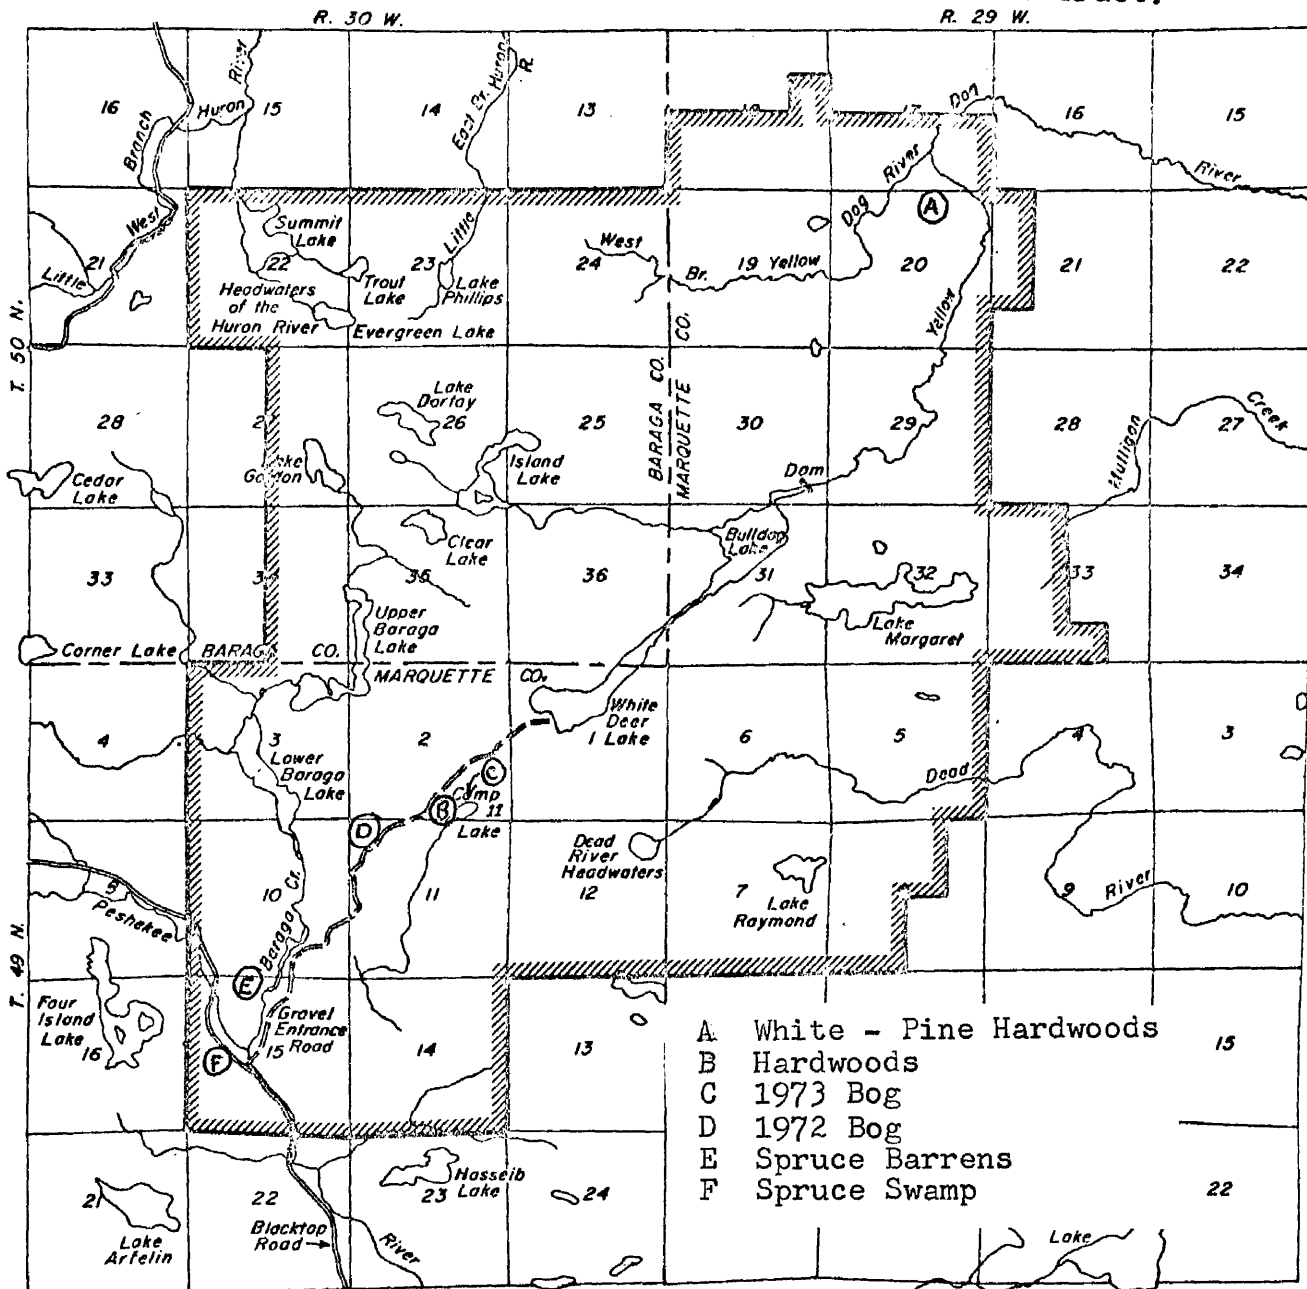 R. 30 W.
R. 29 W.
16
Huron
River
15
14
East Br. Huron R.
13
18
17
Dog
16
15
Branch
River
West
Little
21
Summit
Lake
22
Trout
Lake
Headwaters
of the
Huron River
Evergreen Lake
23
Little
Lake
Phillips
24
West
Br.
19
Yellow
Dog
River
A
20
Yellow
21
22
T. 50 N.
28
Lake
Dortay
26
25
BARAGA CO.
MARQUETTE CO.
30
29
28
Mulligan
Creek
27
Cedar
Lake
Island
Lake
Dam
Clear
Lake
Bulldog
Lake
33
35
36
31
32
33
34
Upper
Baraga
Lake
Lake
Margaret
Corner Lake
BARAGA CO.
MARQUETTE CO.
4
3
2
White
Deer
1 Lake
6
5
4
3
Lower
Baraga
Lake
C
Camp
11
Lake
B
D
Dead
River
Headwaters
Dead
River
8
Peshekee
10
Baraga Cr.
11
12
7
Lake
Raymond
9
10
T. 49 N.
Four
Island
Lake
16
E
Gravel
Entrance
Road
15
F
14
13
A White - Pine Hardwoods
B Hardwoods
C 1973 Bog
D 1972 Bog
E Spruce Barrens
F Spruce Swamp
15
21
Lake
Arfelin
22
Blacktop
Road
River
23
Hasseib
Lake
24
22
Lake